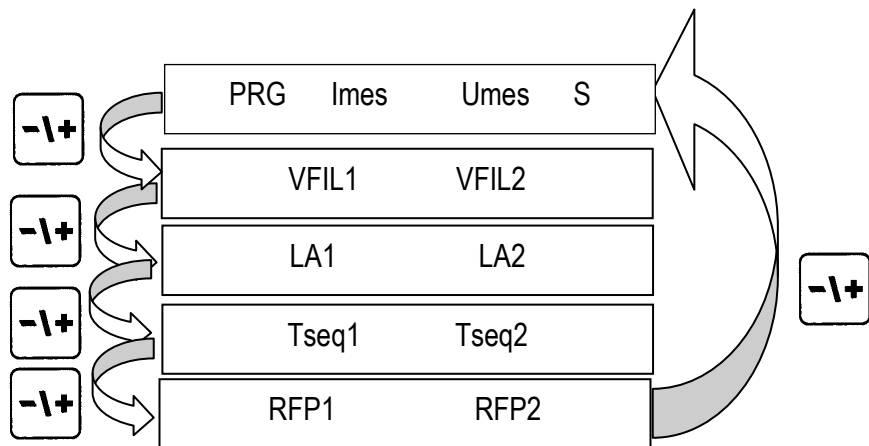 PRG Imes Umes S
-\+
VFIL1 VFIL2
-\+
LA1 LA2
-\+
-\+
Tseq1 Tseq2
-\+
RFP1 RFP2